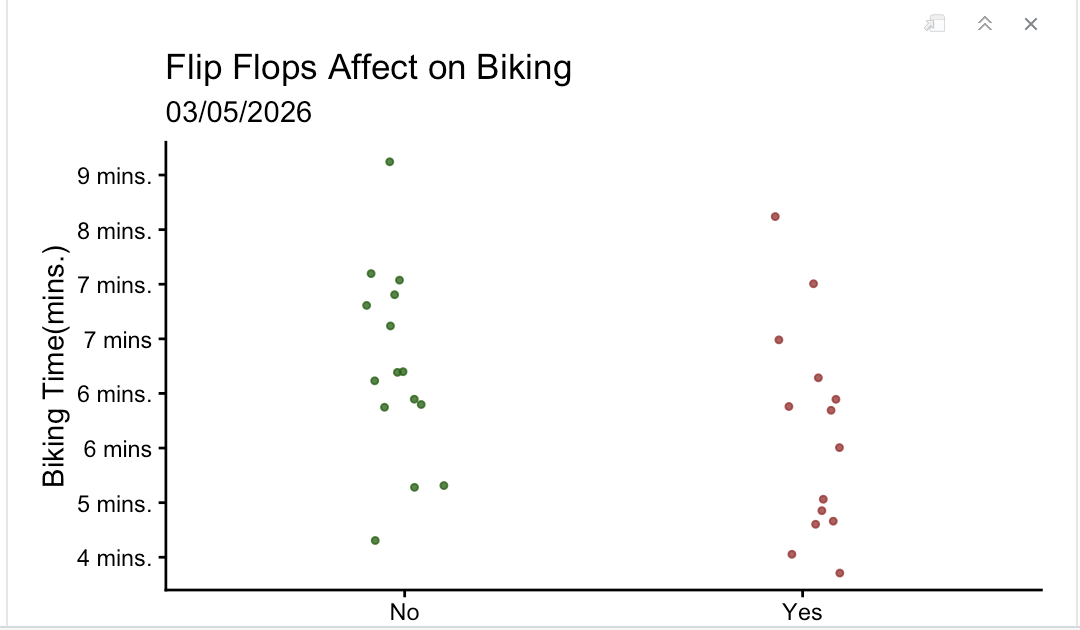 Flip Flops Affect on Biking
03/05/2026
Biking Time(mins.)
9 mins.
8 mins.
7 mins.
7 mins
6 mins.
6 mins
5 mins.
4 mins.
No
Yes